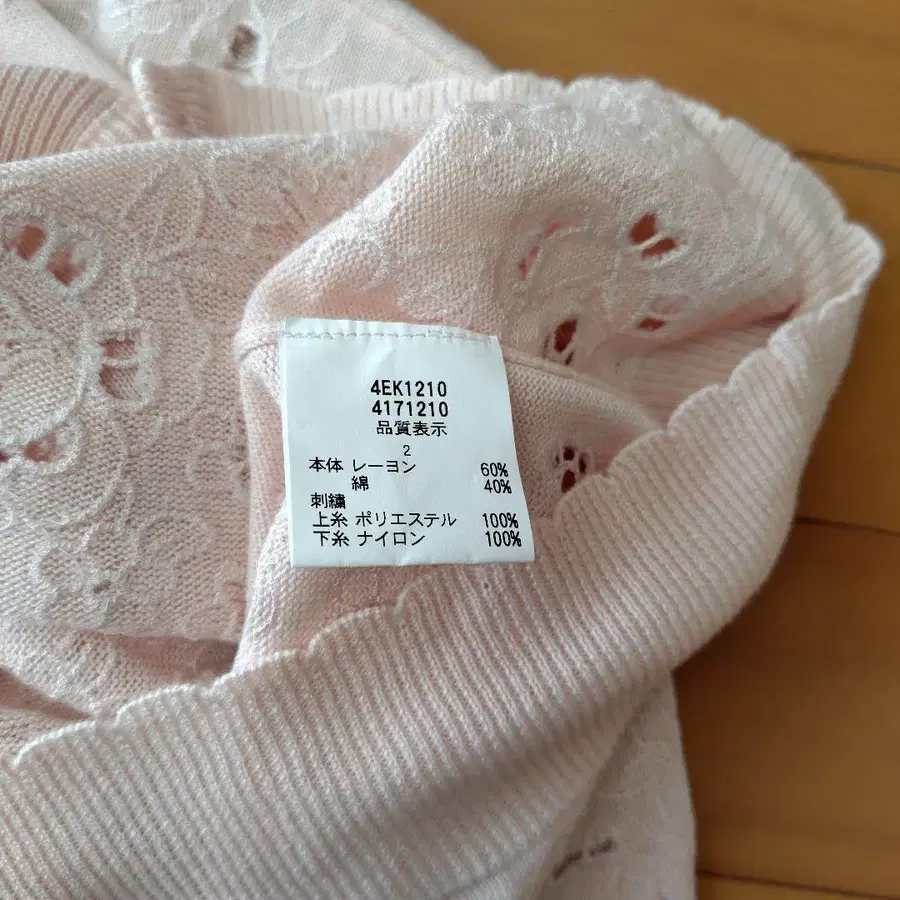 4EK1210
4171210
品質表示
2
本体 レーヨン 60%
綿 40%
刺繍
上糸 ポリエステル 100%
下糸 ナイロン 100%